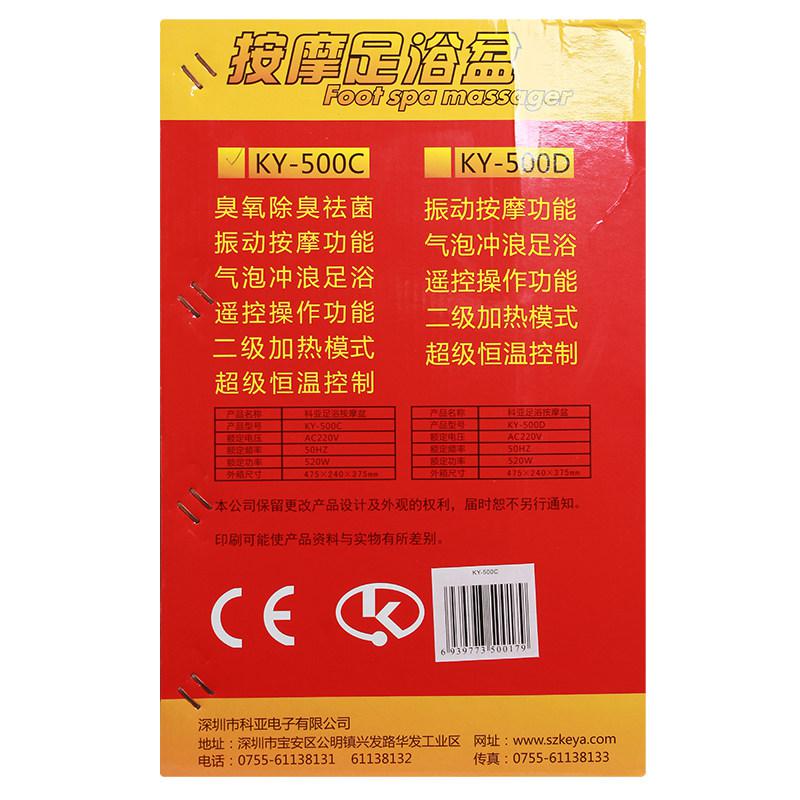 按摩足浴盆
Foot spa massager
KY-500C
臭氧除臭祛菌
振动按摩功能
气泡冲浪足浴
遥控操作功能
二级加热模式
超级恒温控制
KY-500D
振动按摩功能
气泡冲浪足浴
遥控操作功能
二级加热模式
超级恒温控制
产品名称 科亚足浴按摩盆
产品型号 KY-500C
额定电压 AC220V
额定频率 50HZ
额定功率 520W
外箱尺寸 475×240×375mm
产品名称 科亚足浴按摩盆
产品型号 KY-500D
额定电压 AC220V
额定频率 50HZ
额定功率 520W
外箱尺寸 475×240×375mm
本公司保留更改产品设计及外观的权利，届时恕不另行通知。
印刷可能使产品资料与实物有所差别。
CE
K
KY-500C
6 939773 500179
深圳市科亚电子有限公司
地址：深圳市宝安区公明镇兴发路华发工业区 网址：www.szkeya.com
电话：0755-61138131 61138132 传真：0755-61138133